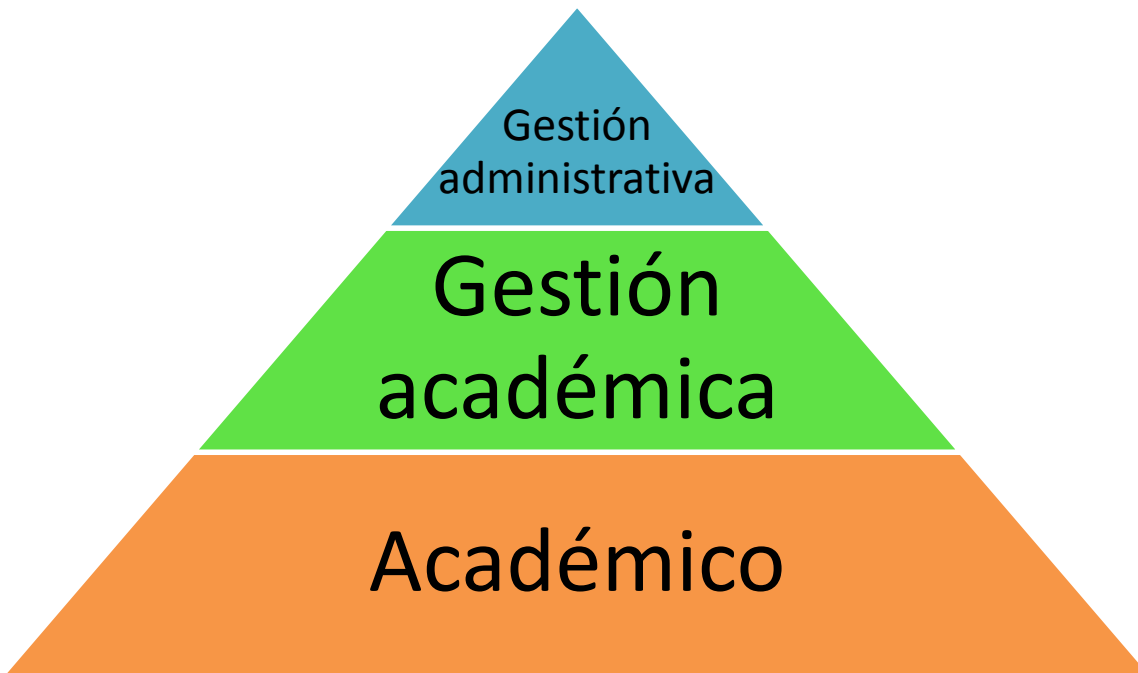 Gestión
administrativa
Gestión
académica
Académico